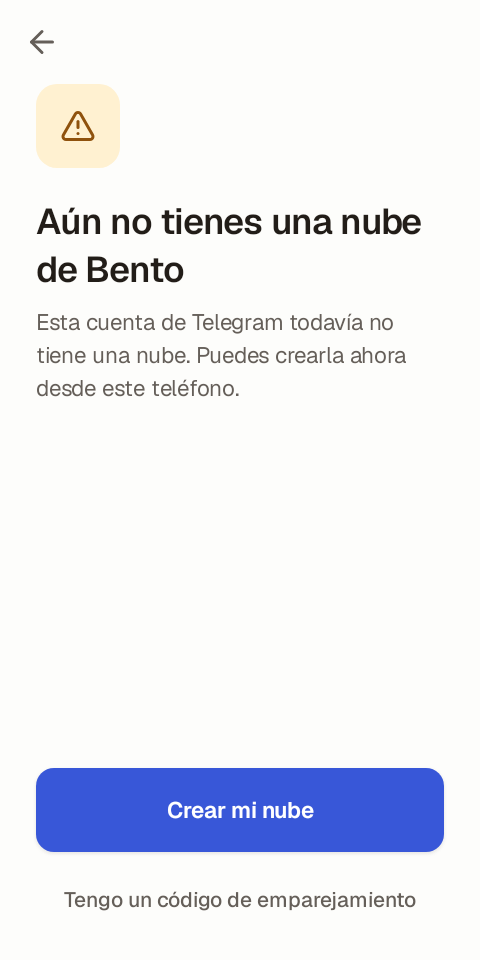 Aún no tienes una nube
de Bento
Esta cuenta de Telegram todavía no
tiene una nube. Puedes crearla ahora
desde este teléfono.
Crear mi nube
Tengo un código de emparejamiento